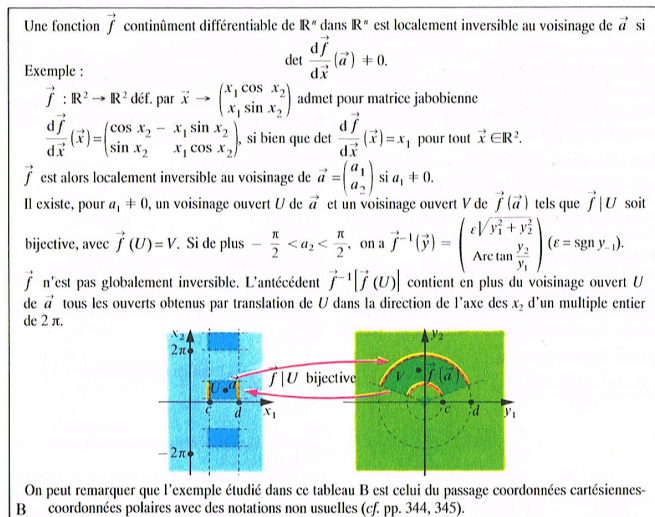 Une fonction f⃗ continûment différentiable de ℝⁿ dans ℝⁿ est localement inversible au voisinage de a⃗ si
det df⃗/dx⃗ (a⃗) ≠ 0.
Exemple :
f⃗ : ℝ² → ℝ² déf. par x⃗ → (x₁ cos x₂ ; x₁ sin x₂) admet pour matrice jabobienne
df⃗/dx⃗ (x⃗) = (cos x₂ − x₁ sin x₂ ; sin x₂ x₁ cos x₂), si bien que det df⃗/dx⃗ (x⃗) = x₁ pour tout x⃗ ∈ ℝ².
f⃗ est alors localement inversible au voisinage de a⃗ = (a₁ ; a₂) si a₁ ≠ 0.
Il existe, pour a₁ ≠ 0, un voisinage ouvert U de a⃗ et un voisinage ouvert V de f⃗ (a⃗) tels que f⃗ | U soit
bijective, avec f⃗ (U) = V. Si de plus − π/2 < a₂ < π/2, on a f⃗⁻¹(y⃗) = (ε√(y₁² + y₂²) ; Arc tan y₂/y₁) (ε = sgn y₋₁).
f⃗ n'est pas globalement inversible. L'antécédent f⃗⁻¹[f⃗ (U)] contient en plus du voisinage ouvert U
de a⃗ tous les ouverts obtenus par translation de U dans la direction de l'axe des x₂ d'un multiple entier
de 2 π.
x₂
2π
U a⃗
c d x₁
−2π
f⃗ | U bijective
y₂
V f⃗(a⃗)
c d y₁
On peut remarquer que l'exemple étudié dans ce tableau B est celui du passage coordonnées cartésiennes-
B coordonnées polaires avec des notations non usuelles (cf. pp. 344, 345).